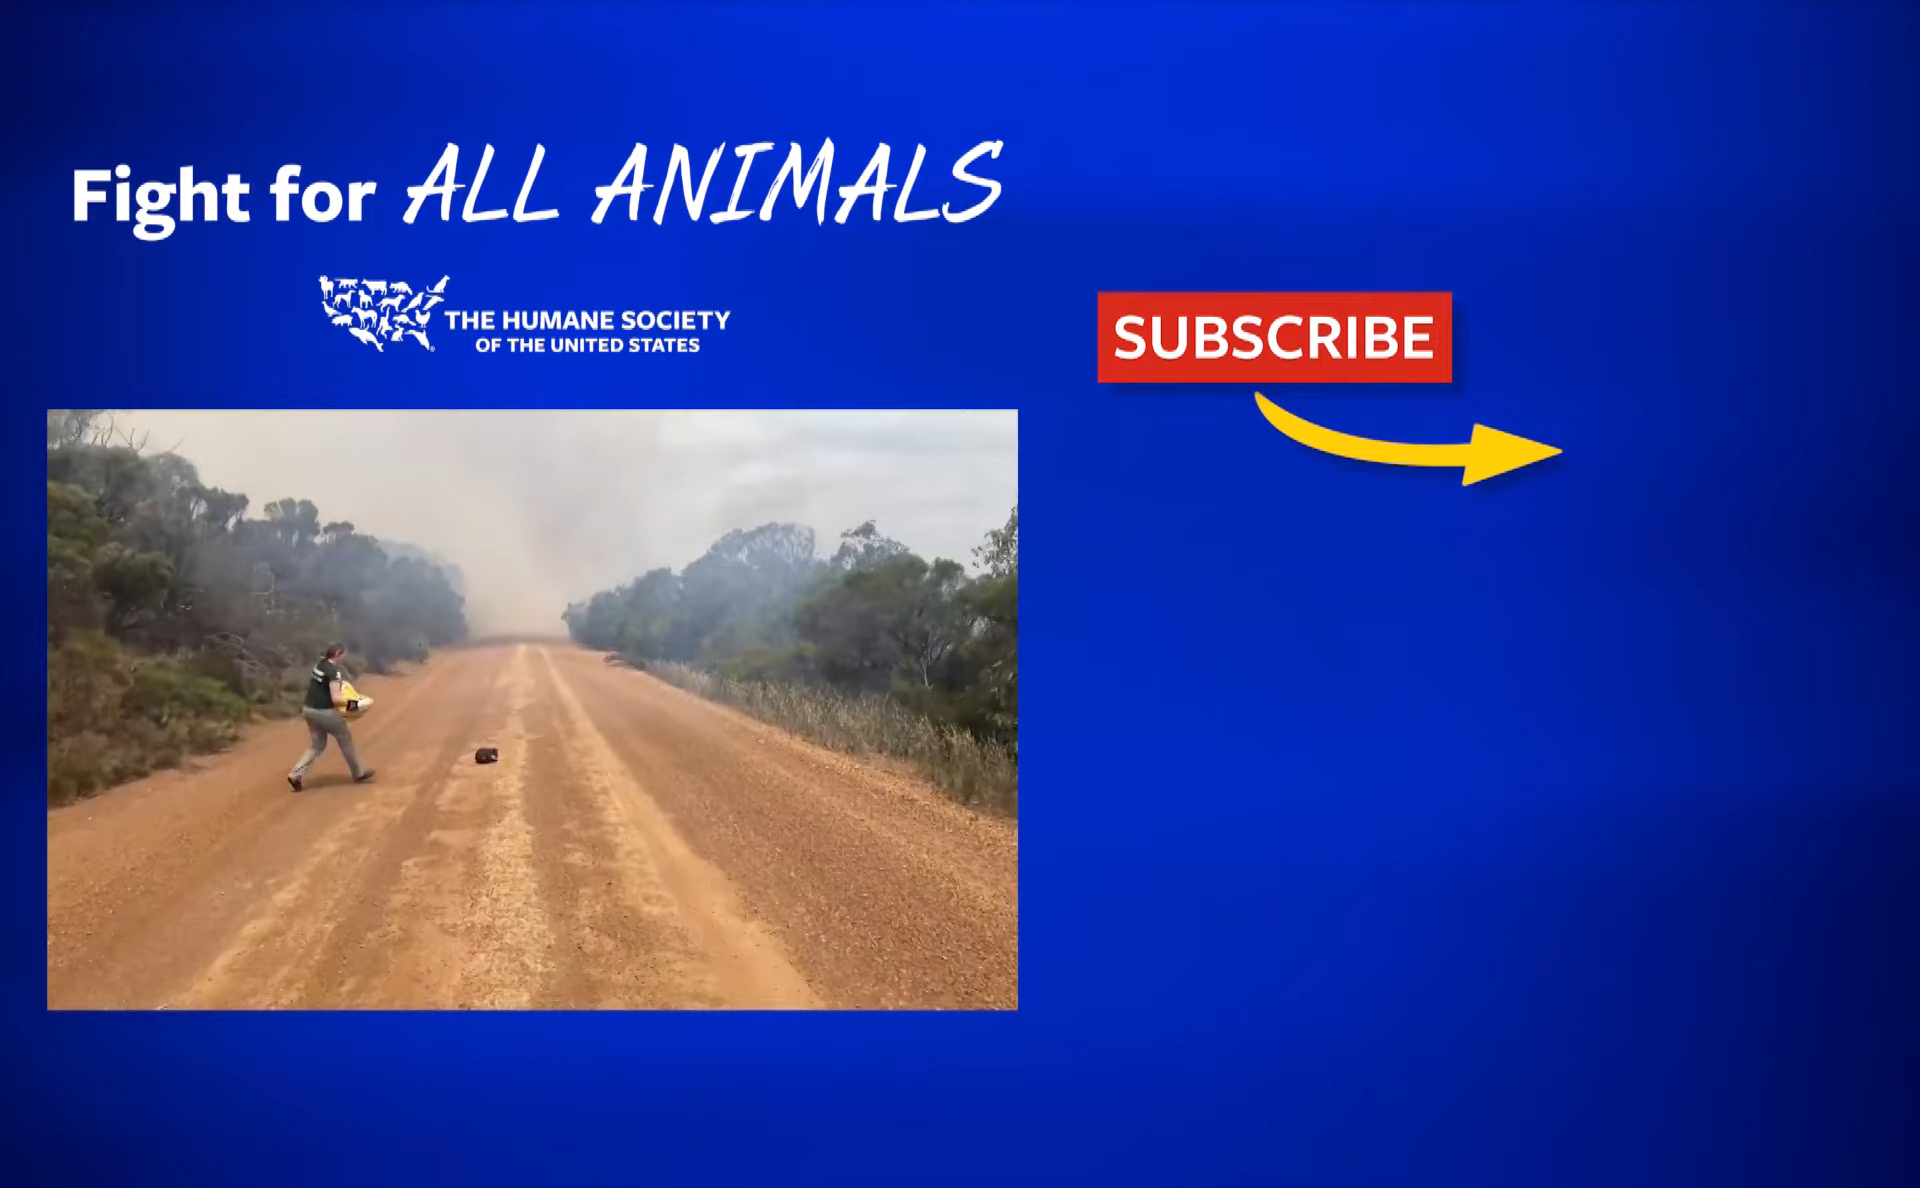 Fight for ALL ANIMALS
THE HUMANE SOCIETY
OF THE UNITED STATES
SUBSCRIBE